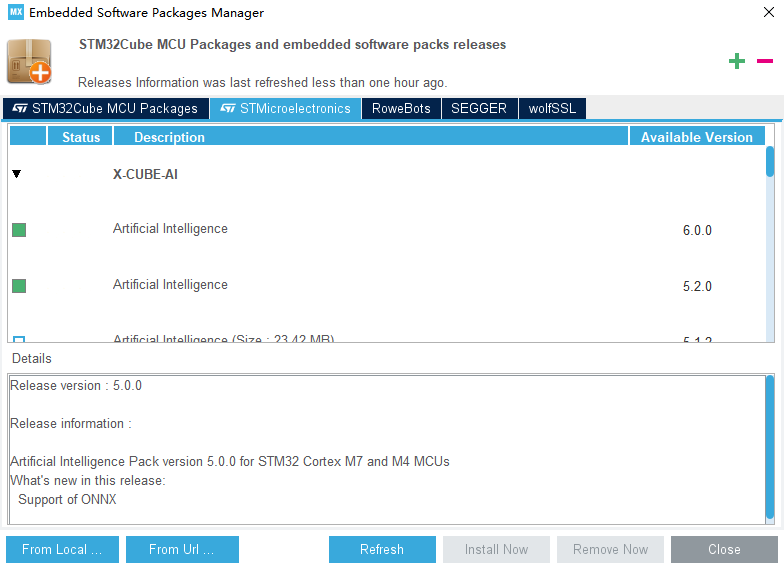 MX Embedded Software Packages Manager
STM32Cube MCU Packages and embedded software packs releases
Releases Information was last refreshed less than one hour ago.
STM32Cube MCU Packages STMicroelectronics RoweBots SEGGER wolfSSL
Status Description Available Version
X-CUBE-AI
Artificial Intelligence 6.0.0
Artificial Intelligence 5.2.0
Artificial Intelligence (Size : 23.42 MB) 5.1.2
Details
Release version : 5.0.0
Release information :
Artificial Intelligence Pack version 5.0.0 for STM32 Cortex M7 and M4 MCUs
What's new in this release:
Support of ONNX
From Local ... From Url ... Refresh Install Now Remove Now Close